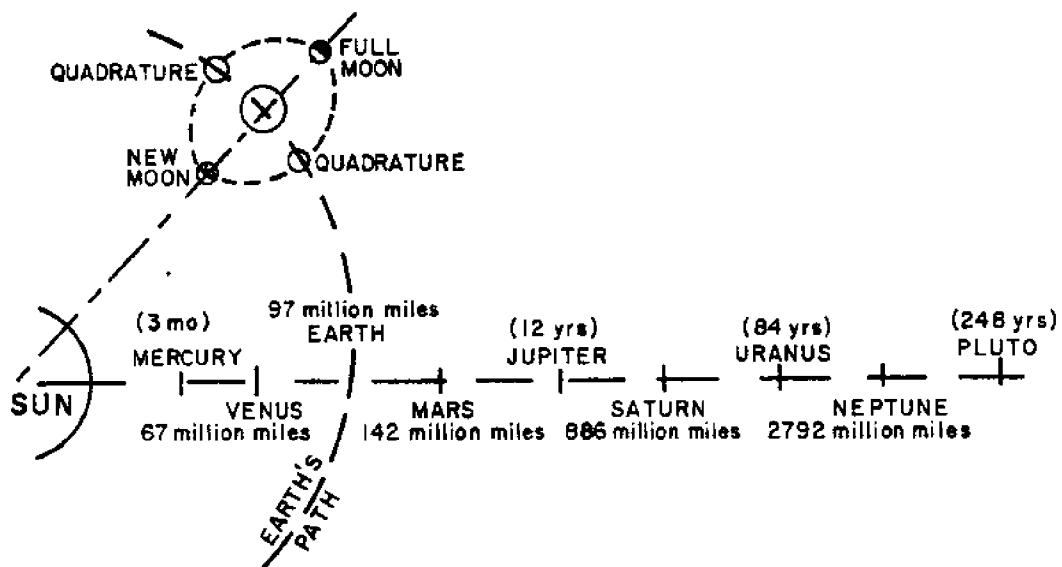 FULL
MOON
QUADRATURE
NEW
MOON
QUADRATURE
97 million miles
EARTH
(3 mo)
MERCURY
(12 yrs)
JUPITER
(84 yrs)
URANUS
(248 yrs)
PLUTO
SUN
VENUS
67 million miles
MARS
142 million miles
SATURN
886 million miles
NEPTUNE
2792 million miles
EARTH'S
PATH